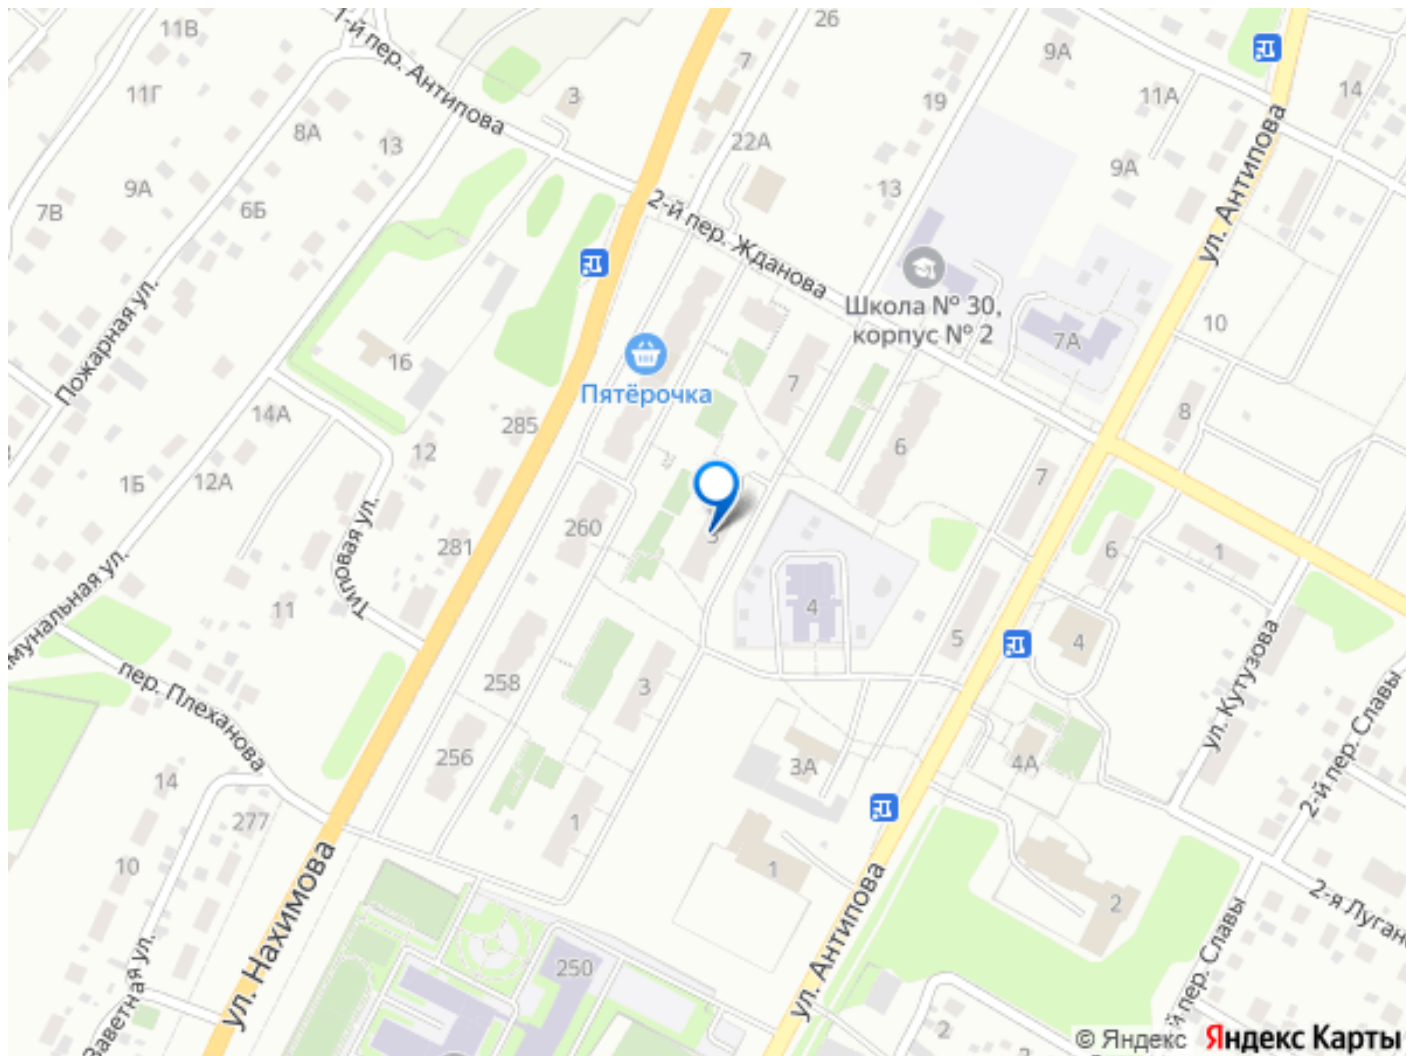 11В
1-й пер. Антипова
26
7
9А
14
11Г
3
19
11А
8А
13
22А
9А
ул. Антипова
9А
7В
6Б
13
2-й пер. Жданова
Школа № 30,
корпус № 2
Пожарная ул.
10
7А
16
Пятёрочка
7
14А
285
8
12
6
1Б
12А
7
260
281
Типовая ул.
6
1
11
4
5
4
Коммунальная ул.
пер. Плеханова
258
3
ул. Кутузова
2-й пер. Славы
256
3А
4А
14
277
1
10
1
2
ул. Нахимова
ул. Антипова
2-я Луган
й пер. Славы
250
Заветная ул.
2
2
© Яндекс Яндекс Карты